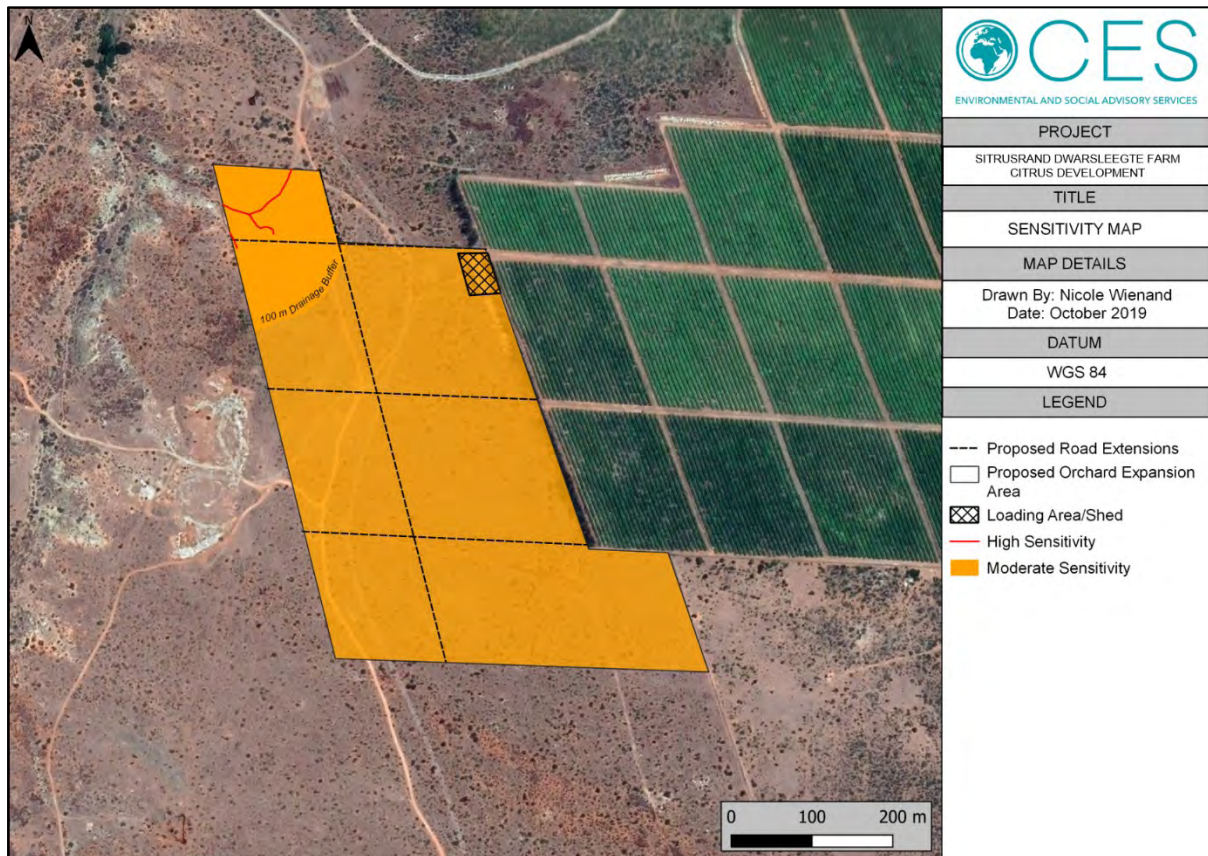 N
100 m Drainage Buffer
0 100 200 m
CES
ENVIRONMENTAL AND SOCIAL ADVISORY SERVICES
PROJECT
SITRUSRAND DWARSLEEGTE FARM
CITRUS DEVELOPMENT
TITLE
SENSITIVITY MAP
MAP DETAILS
Drawn By: Nicole Wienand
Date: October 2019
DATUM
WGS 84
LEGEND
Proposed Road Extensions
Proposed Orchard Expansion
Area
Loading Area/Shed
High Sensitivity
Moderate Sensitivity